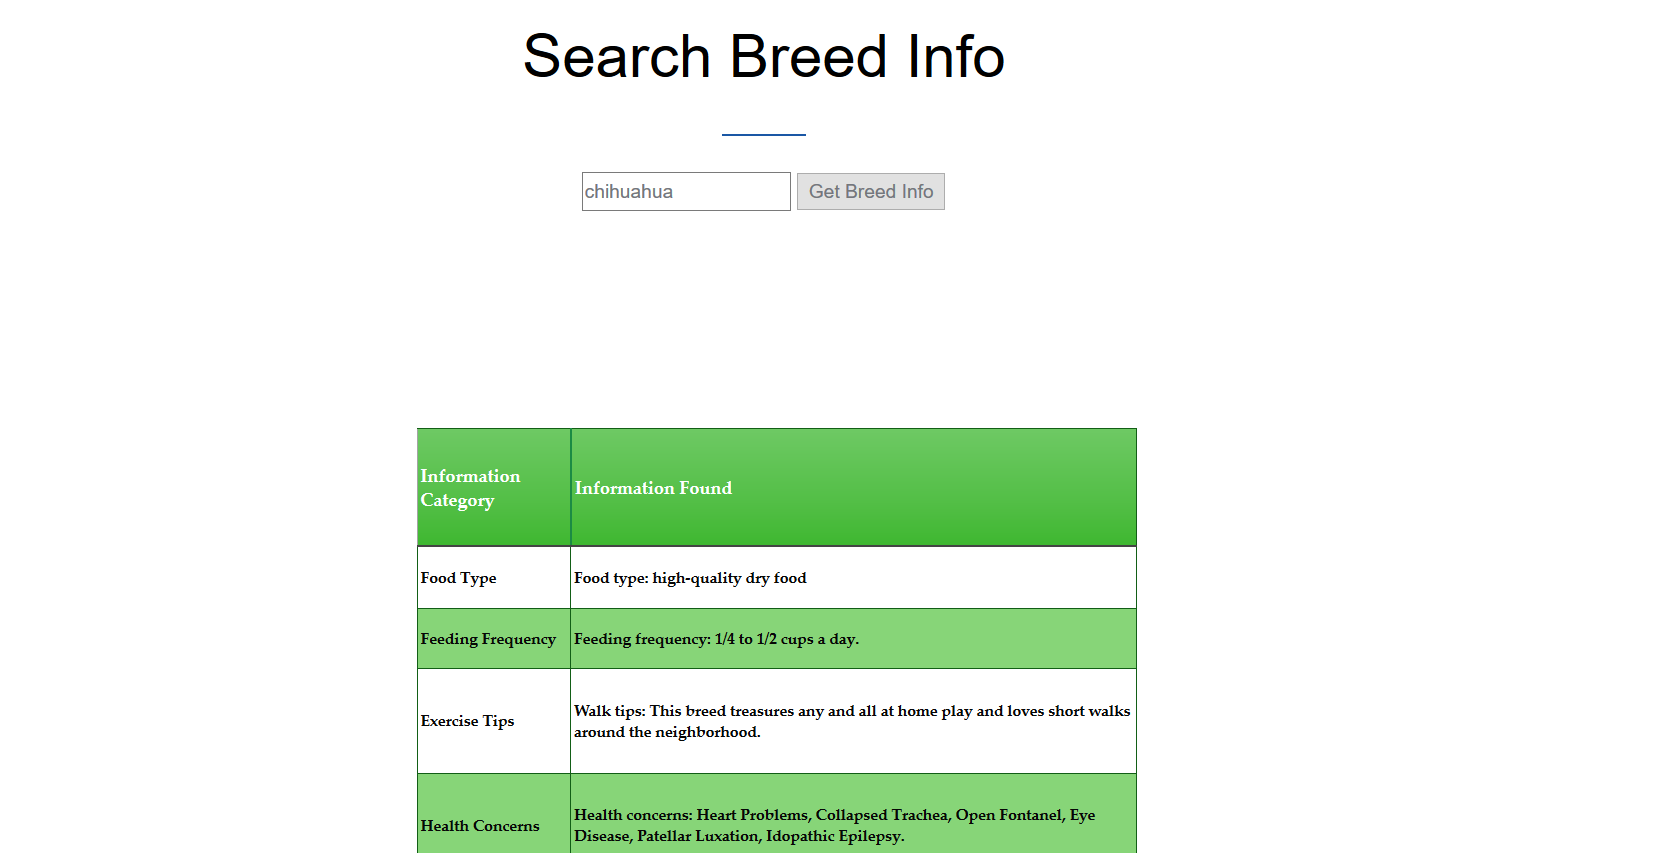 Search Breed Info
chihuahua
Get Breed Info
Information
Category
Information Found
Food Type
Food type: high-quality dry food
Feeding Frequency
Feeding frequency: 1/4 to 1/2 cups a day.
Exercise Tips
Walk tips: This breed treasures any and all at home play and loves short walks
around the neighborhood.
Health Concerns
Health concerns: Heart Problems, Collapsed Trachea, Open Fontanel, Eye
Disease, Patellar Luxation, Idopathic Epilepsy.